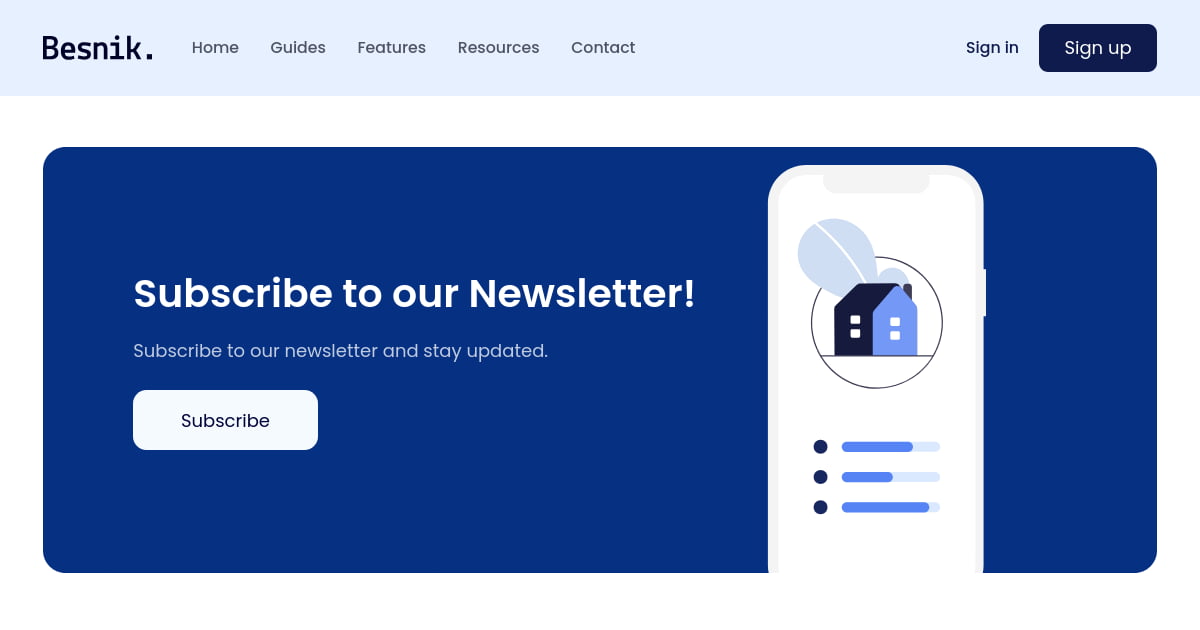 Besnik. Home Guides Features Resources Contact Sign in Sign up
Subscribe to our Newsletter!
Subscribe to our newsletter and stay updated.
Subscribe